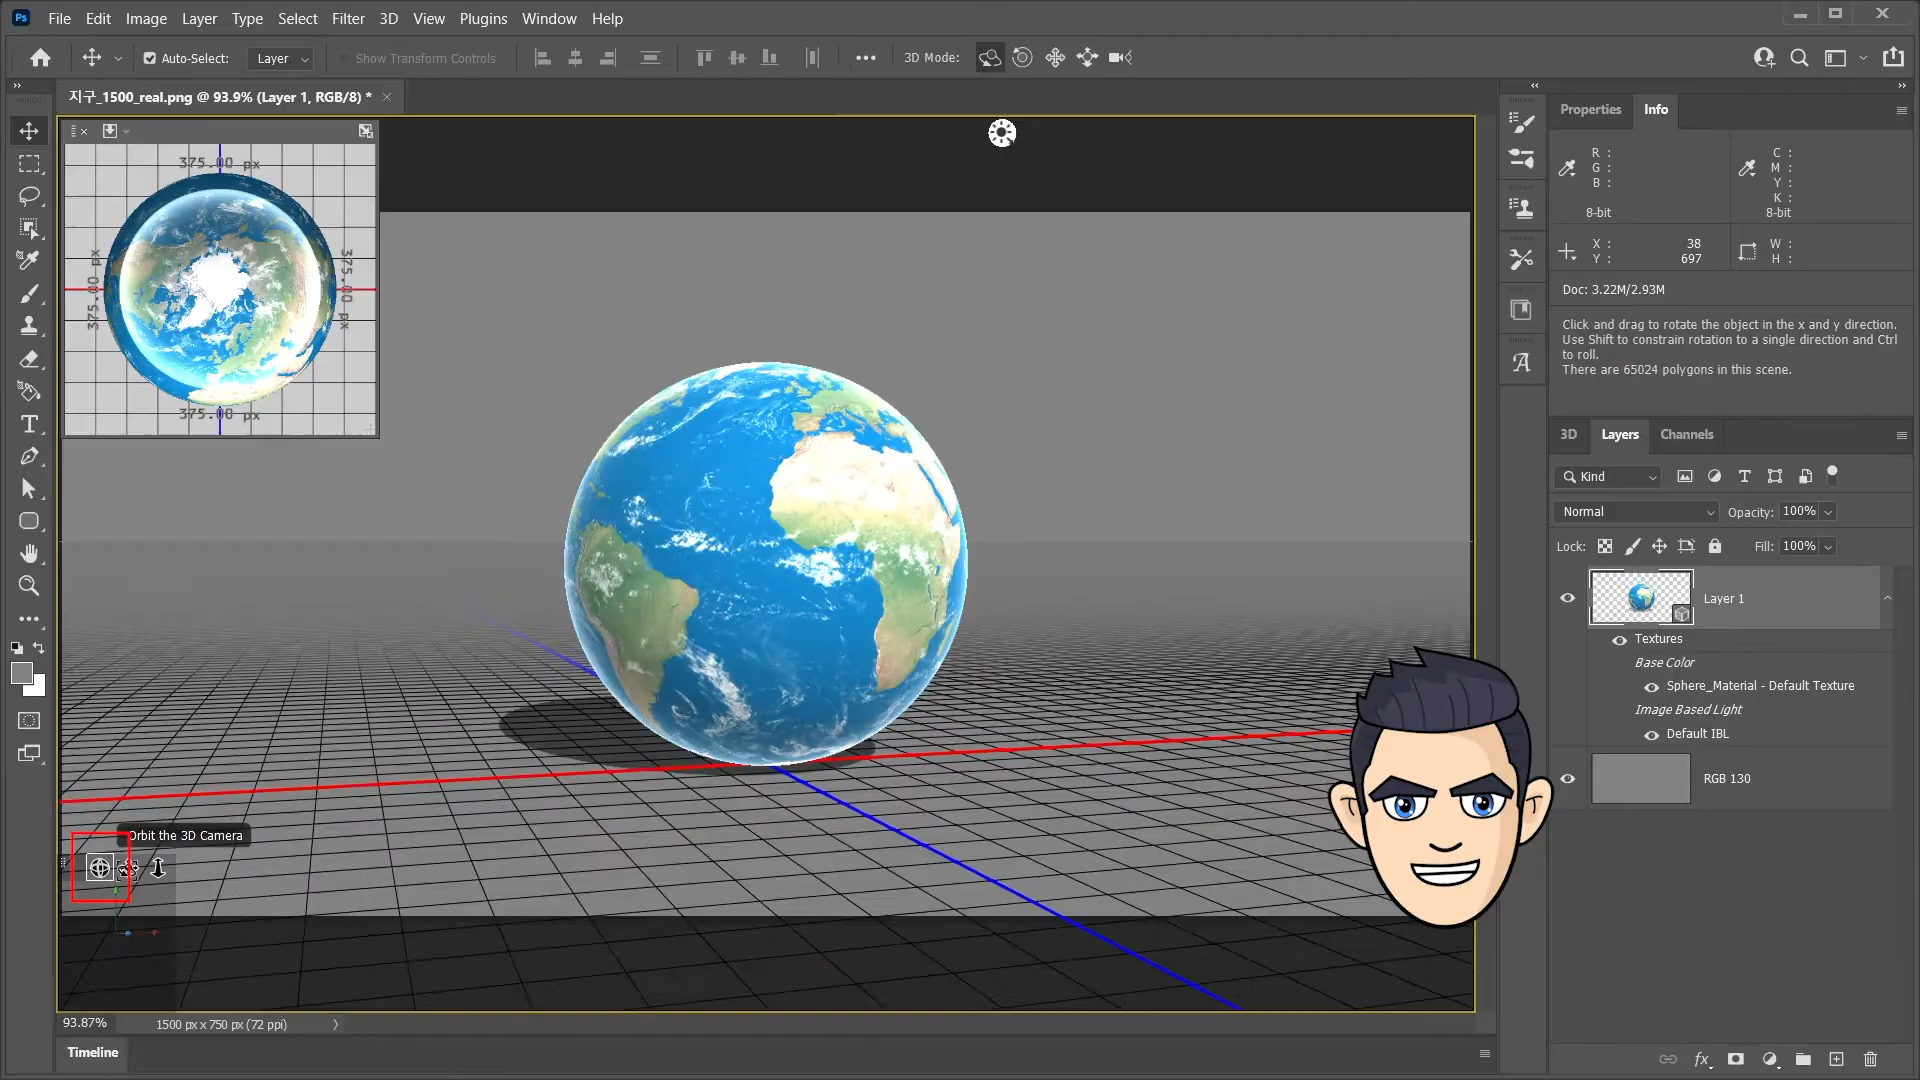 Ps File Edit Image Layer Type Select Filter 3D View Plugins Window Help
Auto-Select: Layer Show Transform Controls 3D Mode:
지구_1500_real.png @ 93.9% (Layer 1, RGB/8) *
375.00 px
375.00 px
375.00 px
375.00 px
Orbit the 3D Camera
93.87% 1500 px x 750 px (72 ppi)
Timeline
Properties Info
R :
G :
B :
8-bit
C :
M :
Y :
K :
8-bit
X : 38
Y : 697
W :
H :
Doc: 3.22M/2.93M
Click and drag to rotate the object in the x and y direction.
Use Shift to constrain rotation to a single direction and Ctrl
to roll.
There are 65024 polygons in this scene.
3D Layers Channels
Kind
Normal Opacity: 100%
Lock: Fill: 100%
Layer 1
Textures
Base Color
Sphere_Material - Default Texture
Image Based Light
Default IBL
RGB 130
fx